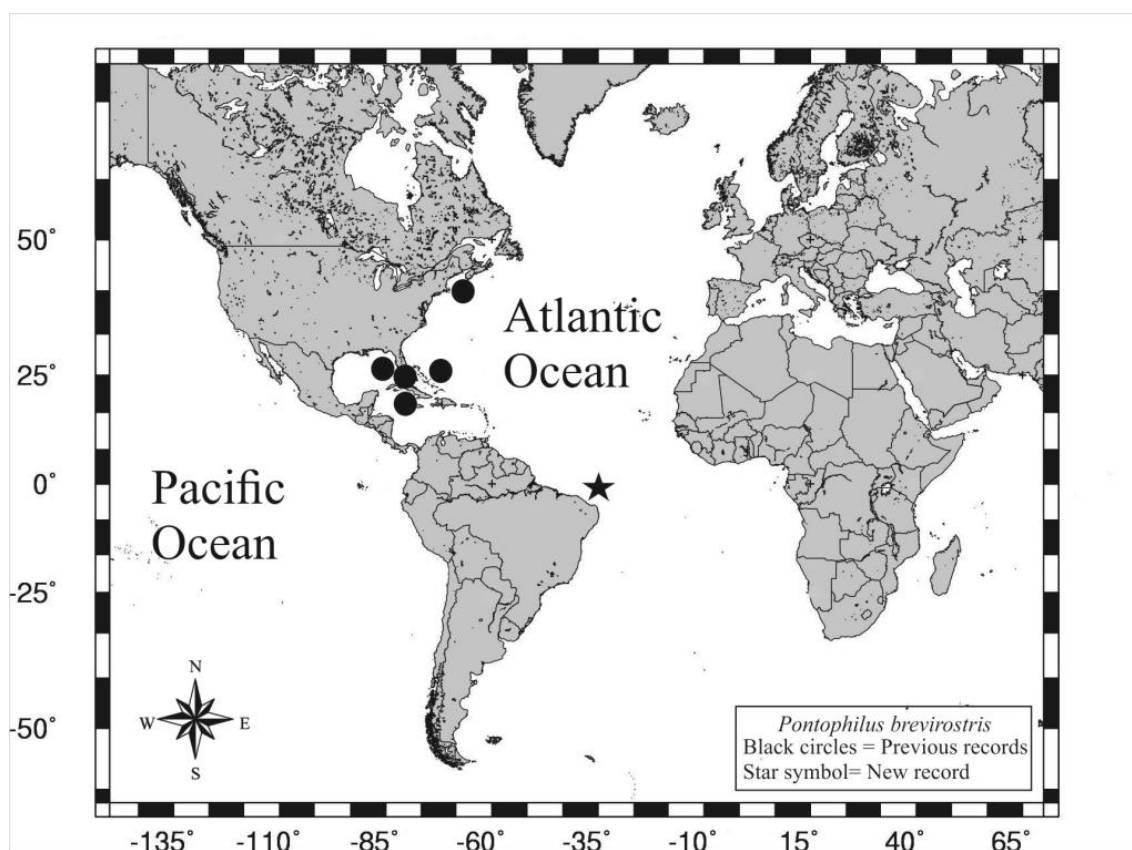 50°
25°
0°
-25°
-50°
Atlantic
Ocean
Pacific
Ocean
N
W
E
S
Pontophilus brevirostris
Black circles = Previous records
Star symbol= New record
-135° -110° -85° -60° -35° -10° 15° 40° 65°